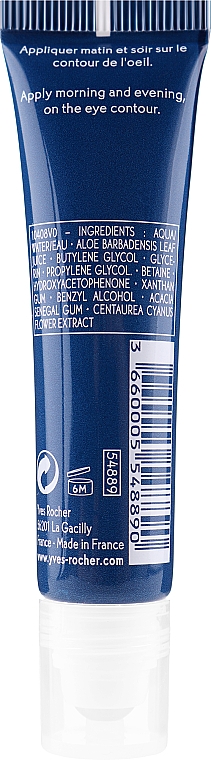 Appliquer matin et soir sur le
contour de l'oeil.
Apply morning and evening,
on the eye contour.
10408V0 - INGREDIENTS : AQUA/
WATER/EAU • ALOE BARBADENSIS LEAF
JUICE • BUTYLENE GLYCOL • GLYCE-
RIN • PROPYLENE GLYCOL • BETAINE •
HYDROXYACETOPHENONE • XANTHAN
GUM • BENZYL ALCOHOL • ACACIA
SENEGAL GUM • CENTAUREA CYANUS
FLOWER EXTRACT
3 660005 548890
54889
6M
Yves Rocher
56201 La Gacilly
France - Made in France
www.yves-rocher.com